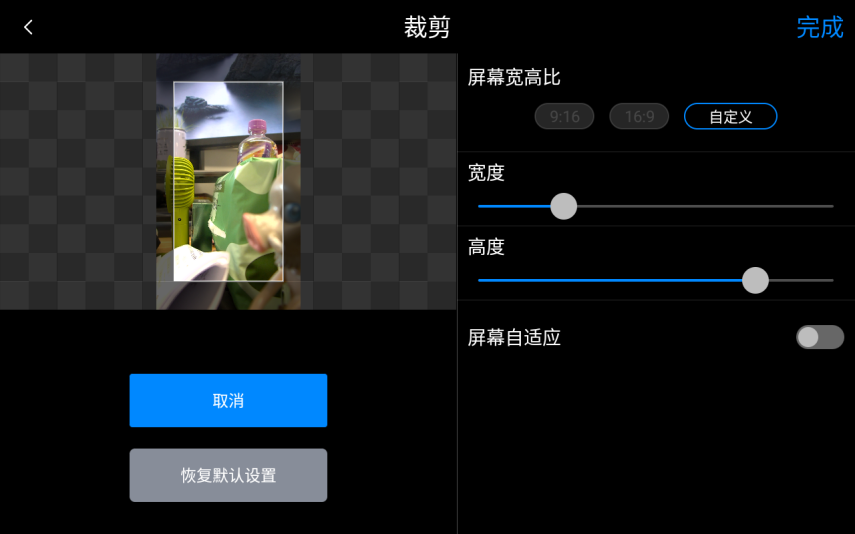 裁剪
完成
屏幕宽高比
9:16
16:9
自定义
宽度
高度
屏幕自适应
取消
恢复默认设置